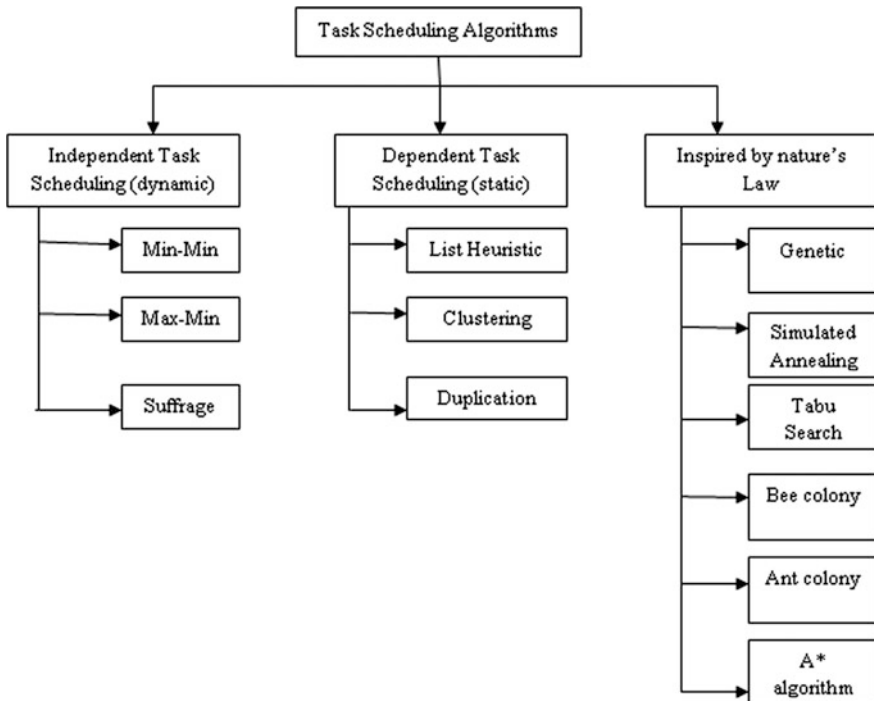 Task Scheduling Algorithms
Independent Task
Scheduling (dynamic)
Dependent Task
Scheduling (static)
Inspired by nature's
Law
Min-Min
Max-Min
Suffrage
List Heuristic
Clustering
Duplication
Genetic
Simulated
Annealing
Tabu
Search
Bee colony
Ant colony
A*
algorithm